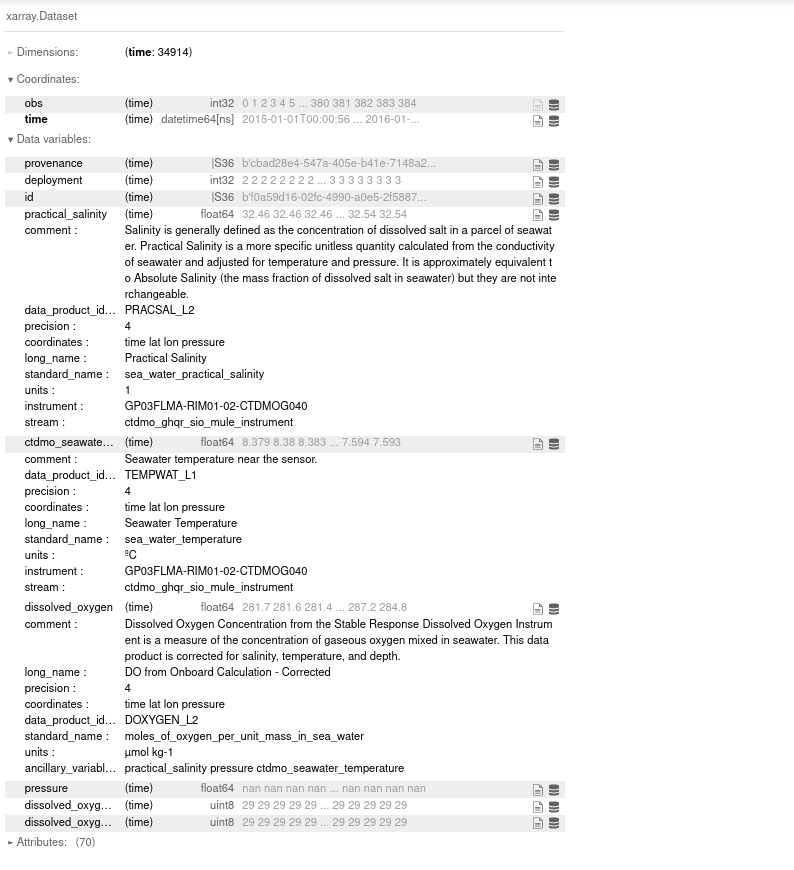 xarray.Dataset
► Dimensions: (time: 34914)
▼ Coordinates:
obs (time) int32 0 1 2 3 4 5 ... 380 381 382 383 384
time (time) datetime64[ns] 2015-01-01T00:00:56 ... 2016-01-...
▼ Data variables:
provenance (time) |S36 b'cbad28e4-547a-405e-b41e-7148a2...
deployment (time) int32 2 2 2 2 2 2 2 ... 3 3 3 3 3 3 3
id (time) |S36 b'f0a59d16-02fc-4990-a0e5-2f5887...
practical_salinity (time) float64 32.46 32.46 32.46 ... 32.54 32.54
comment : Salinity is generally defined as the concentration of dissolved salt in a parcel of seawat
er. Practical Salinity is a more specific unitless quantity calculated from the conductivity
of seawater and adjusted for temperature and pressure. It is approximately equivalent t
o Absolute Salinity (the mass fraction of dissolved salt in seawater) but they are not inte
rchangeable.
data_product_id... PRACSAL_L2
precision : 4
coordinates : time lat lon pressure
long_name : Practical Salinity
standard_name : sea_water_practical_salinity
units : 1
instrument : GP03FLMA-RIM01-02-CTDMOG040
stream : ctdmo_ghqr_sio_mule_instrument
ctdmo_seawate... (time) float64 8.379 8.38 8.383 ... 7.594 7.593
comment : Seawater temperature near the sensor.
data_product_id... TEMPWAT_L1
precision : 4
coordinates : time lat lon pressure
long_name : Seawater Temperature
standard_name : sea_water_temperature
units : ºC
instrument : GP03FLMA-RIM01-02-CTDMOG040
stream : ctdmo_ghqr_sio_mule_instrument
dissolved_oxygen (time) float64 281.7 281.6 281.4 ... 287.2 284.8
comment : Dissolved Oxygen Concentration from the Stable Response Dissolved Oxygen Instrum
ent is a measure of the concentration of gaseous oxygen mixed in seawater. This data
product is corrected for salinity, temperature, and depth.
long_name : DO from Onboard Calculation - Corrected
precision : 4
coordinates : time lat lon pressure
data_product_id... DOXYGEN_L2
standard_name : moles_of_oxygen_per_unit_mass_in_sea_water
units : µmol kg-1
ancillary_variabl... practical_salinity pressure ctdmo_seawater_temperature
pressure (time) float64 nan nan nan nan ... nan nan nan nan
dissolved_oxyg... (time) uint8 29 29 29 29 29 ... 29 29 29 29 29
dissolved_oxyg... (time) uint8 29 29 29 29 29 ... 29 29 29 29 29
► Attributes: (70)